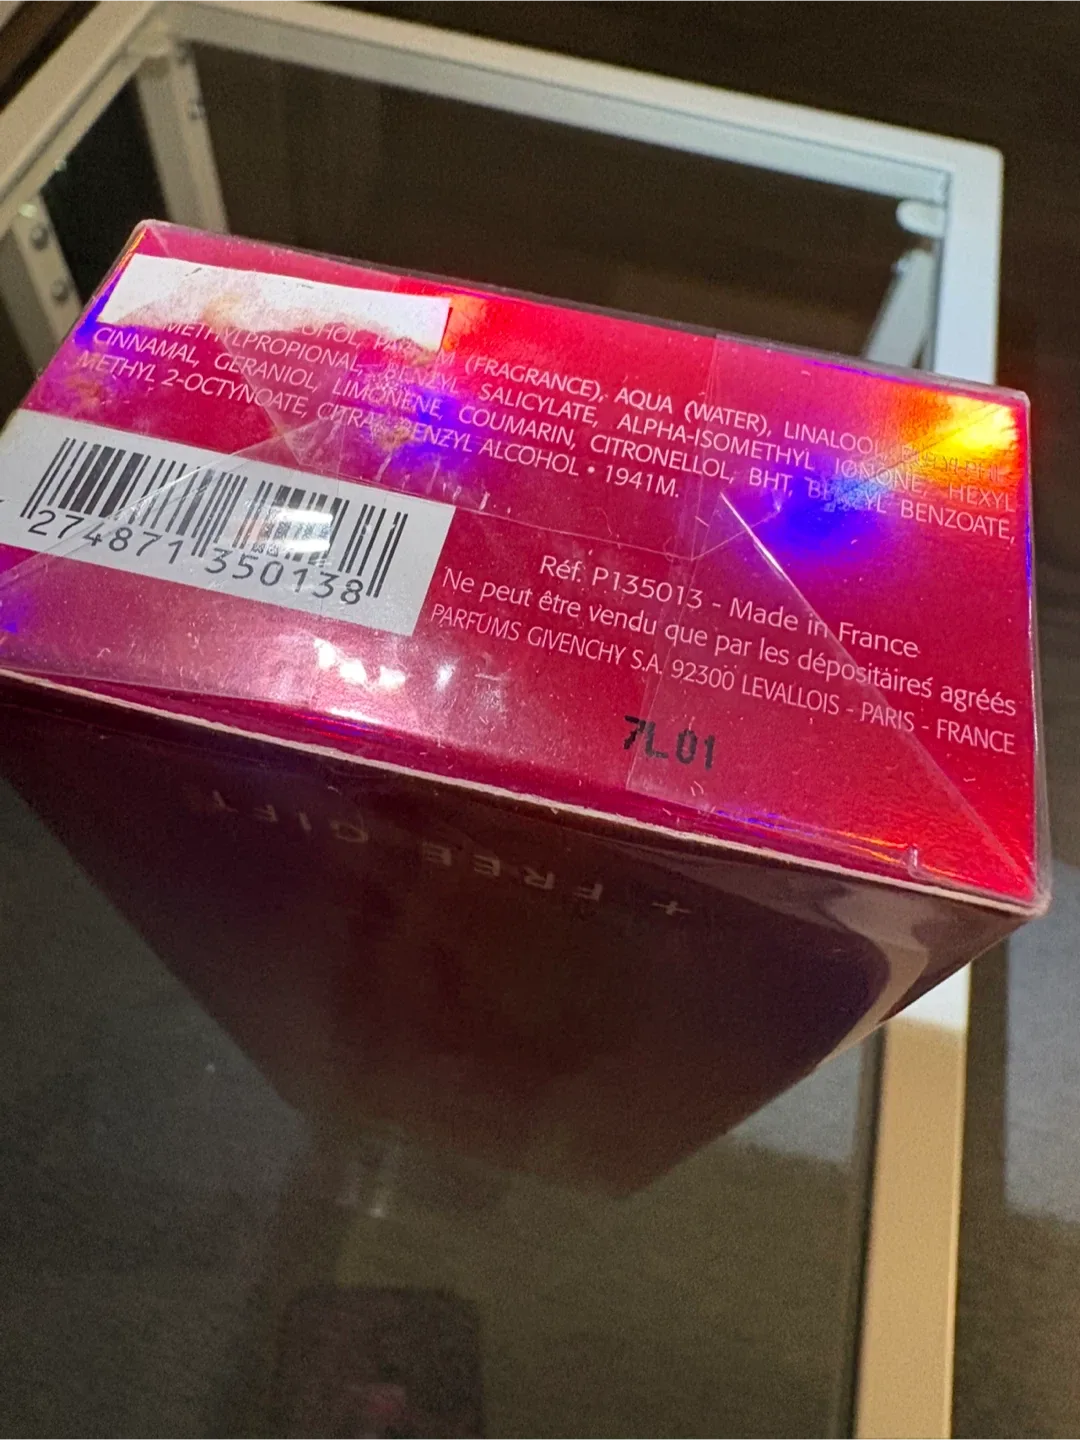 (FRAGRANCE), AQUA (WATER), LINALOOL,
METHYLPROPIONAL, BENZYL SALICYLATE, ALPHA-ISOMETHYL IONONE, HEXYL
CINNAMAL, GERANIOL, LIMONENE, COUMARIN, CITRONELLOL, BHT, BENZYL BENZOATE,
METHYL 2-OCTYNOATE, CITRAL, BENZYL ALCOHOL • 1941M.
274871 350138
Réf. P135013 - Made in France
Ne peut être vendu que par les dépositaires agréés
PARFUMS GIVENCHY S.A. 92300 LEVALLOIS - PARIS - FRANCE
7L01
+ FREE GIFT